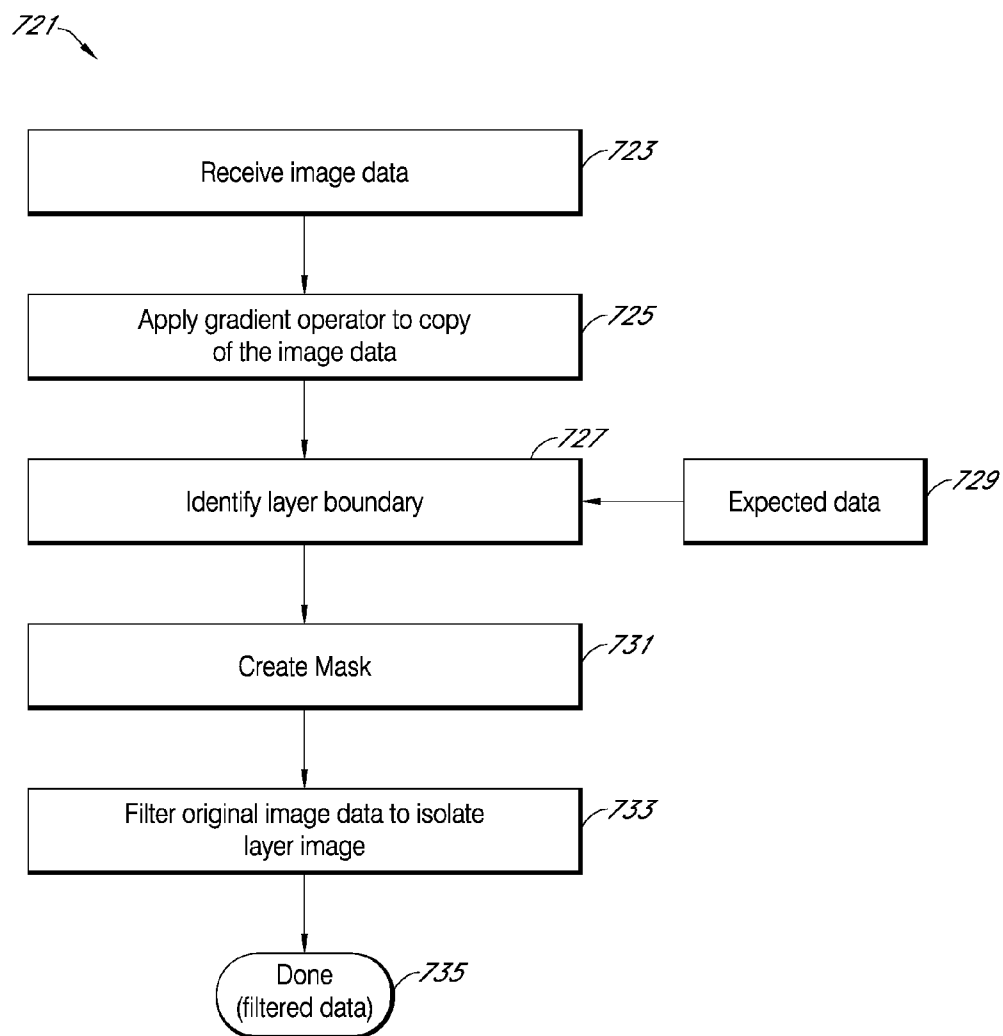 721
Receive image data
723
Apply gradient operator to copy
of the image data
725
727
Identify layer boundary
Expected data
729
Create Mask
731
Filter original image data to isolate
layer image
733
Done
(filtered data)
735